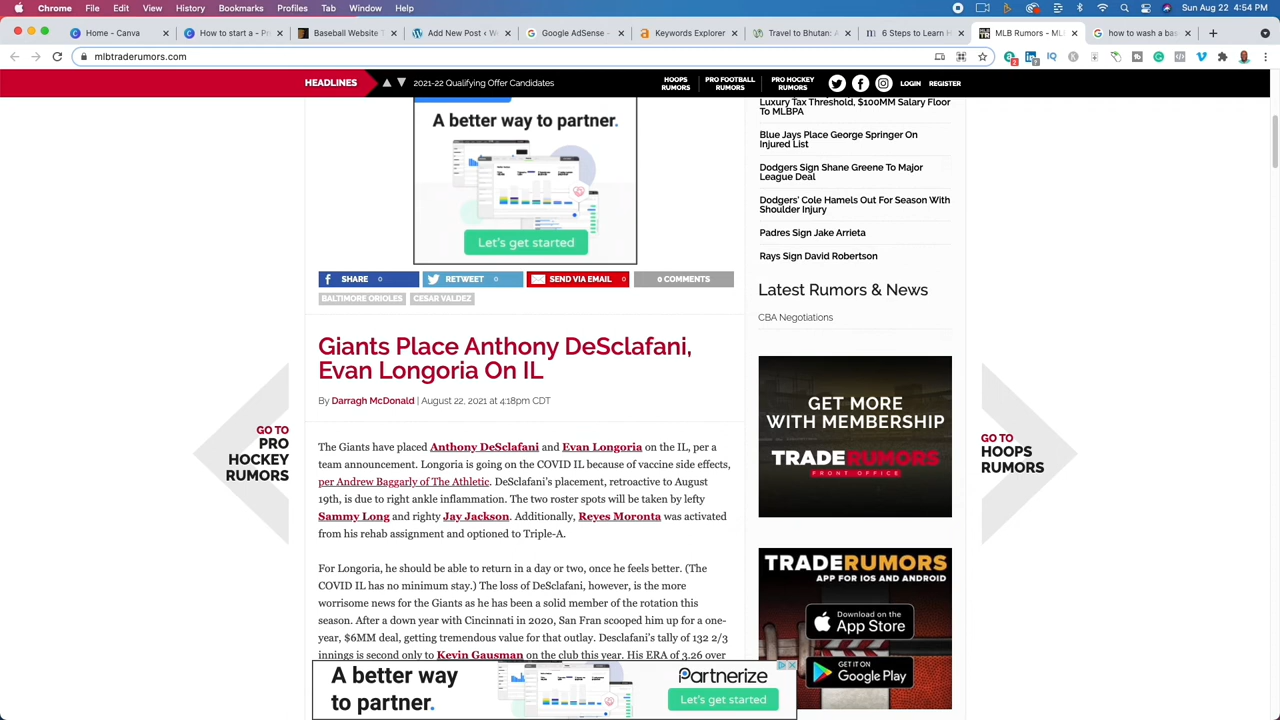 Chrome File Edit View History Bookmarks Profiles Tab Window Help
4:54 PM
Home - Canva
How to start a - P
Baseball Website T
Add New Post ‹ W
Google AdSense -
Keywords Explorer
Travel to Bhutan: A
6 Steps to Learn H
MLB Rumors - ML
how to wash a bas
mlbtraderumors.com
HEADLINES
2021-22 Qualifying Offer Candidates
HOOPS
RUMORS
PRO FOOTBALL
RUMORS
PRO HOCKEY
RUMORS
LOGIN
REGISTER
A better way to partner.
Let's get started
SHARE 0
RETWEET 0
SEND VIA EMAIL 0
0 COMMENTS
BALTIMORE ORIOLES
CESAR VALDEZ
Giants Place Anthony DeSclafani,
Evan Longoria On IL
By Darragh McDonald | August 22, 2021 at 4:18pm CDT
The Giants have placed Anthony DeSclafani and Evan Longoria on the IL, per a
team announcement. Longoria is going on the COVID IL because of vaccine side effects,
per Andrew Baggarly of The Athletic. DeSclafani's placement, retroactive to August
19th, is due to right ankle inflammation. The two roster spots will be taken by lefty
Sammy Long and righty Jay Jackson. Additionally, Reyes Moronta was activated
from his rehab assignment and optioned to Triple-A.
For Longoria, he should be able to return in a day or two, once he feels better. (The
COVID IL has no minimum stay.) The loss of DeSclafani, however, is the more
worrisome news for the Giants as he has been a solid member of the rotation this
season. After a down year with Cincinnati in 2020, San Fran scooped him up for a one-
year, $6MM deal, getting tremendous value for that outlay. Desclafani's tally of 132 2/3
innings is second only to Kevin Gausman on the club this year. His ERA of 3.26 over
Luxury Tax Threshold, $100MM Salary Floor
To MLBPA
Blue Jays Place George Springer On
Injured List
Dodgers Sign Shane Greene To Major
League Deal
Dodgers' Cole Hamels Out For Season With
Shoulder Injury
Padres Sign Jake Arrieta
Rays Sign David Robertson
Latest Rumors & News
CBA Negotiations
GET MORE
WITH MEMBERSHIP
TRADERUMORS
FRONT OFFICE
TRADERUMORS
APP FOR IOS AND ANDROID
Download on the
App Store
GET IT ON
Google Play
GO TO
PRO
HOCKEY
RUMORS
GO TO
HOOPS
RUMORS
A better way
to partner.
Partnerize
Let's get started